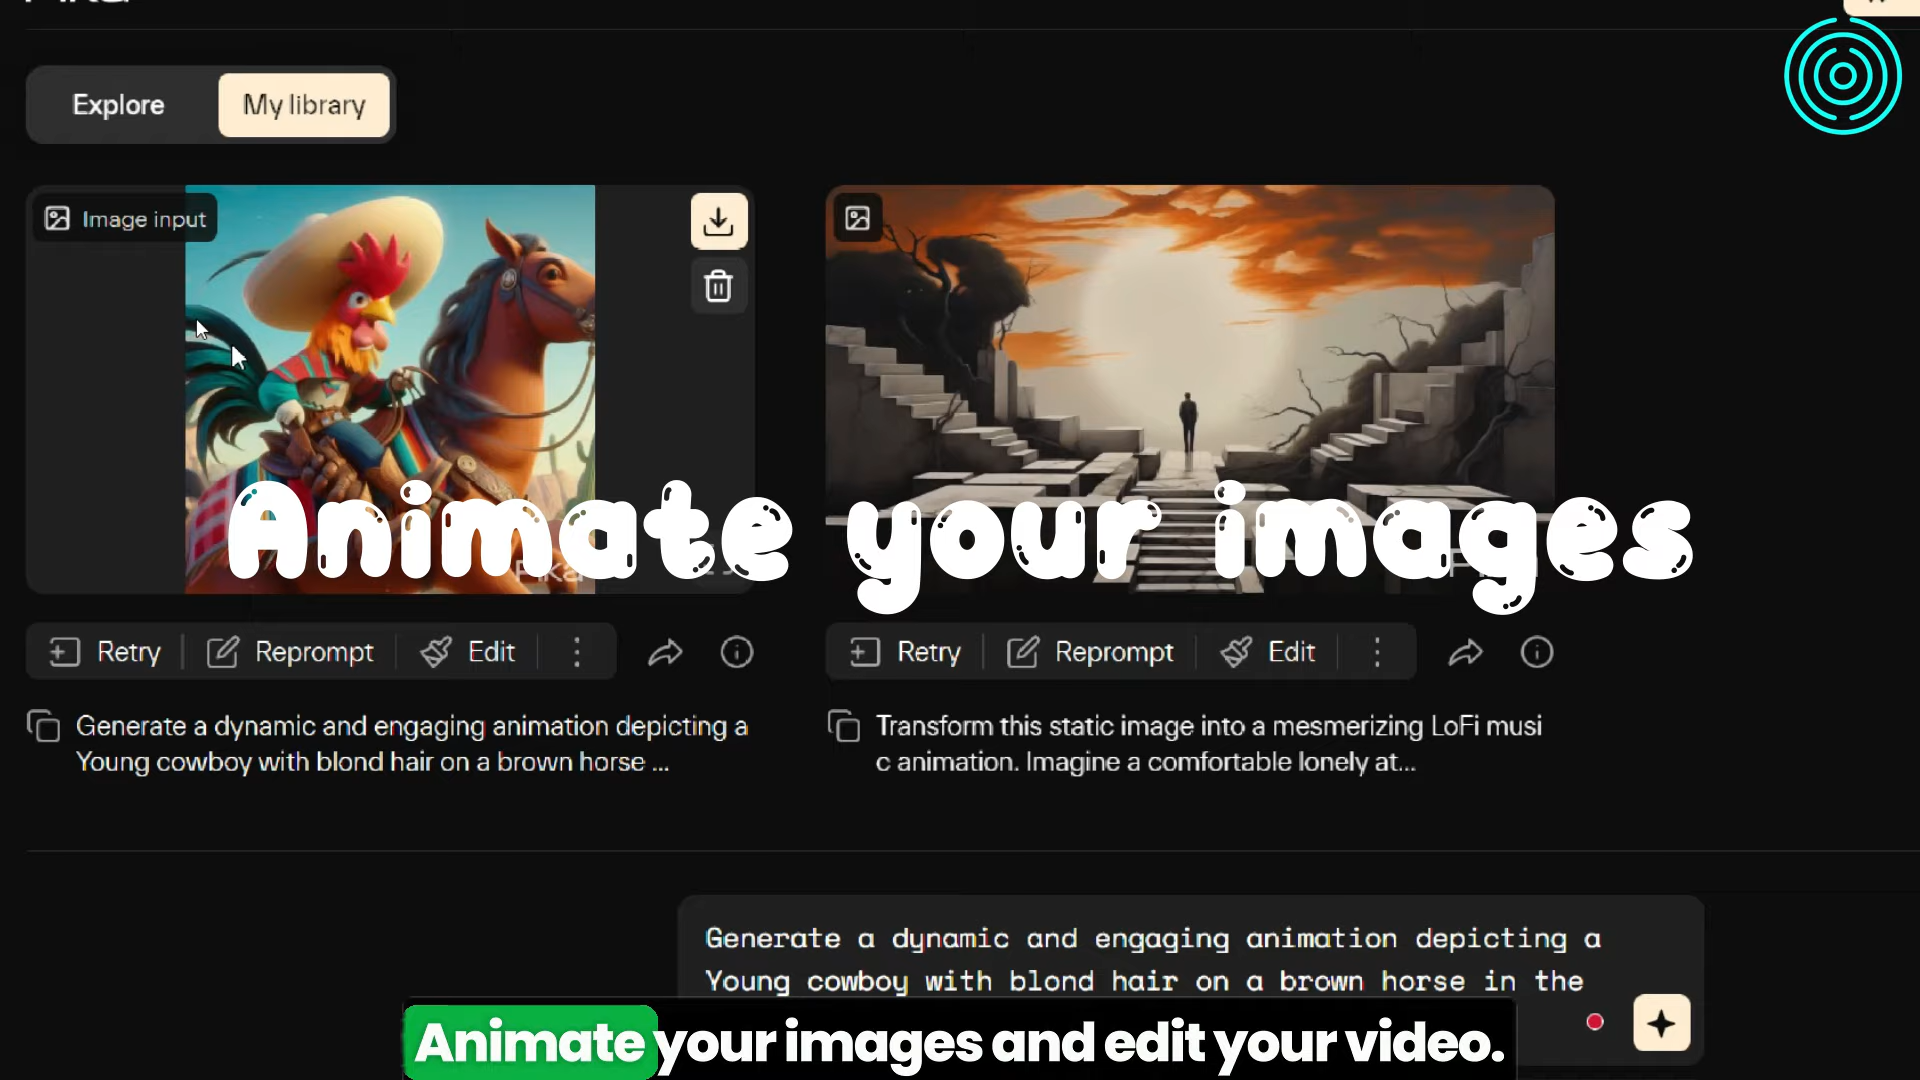 Explore
My library
Image input
Animate your images
Retry
Reprompt
Edit
Retry
Reprompt
Edit
Generate a dynamic and engaging animation depicting a
Young cowboy with blond hair on a brown horse ...
Transform this static image into a mesmerizing LoFi musi
c animation. Imagine a comfortable lonely at...
Generate a dynamic and engaging animation depicting a
Young cowboy with blond hair on a brown horse in the
Animate your images and edit your video.